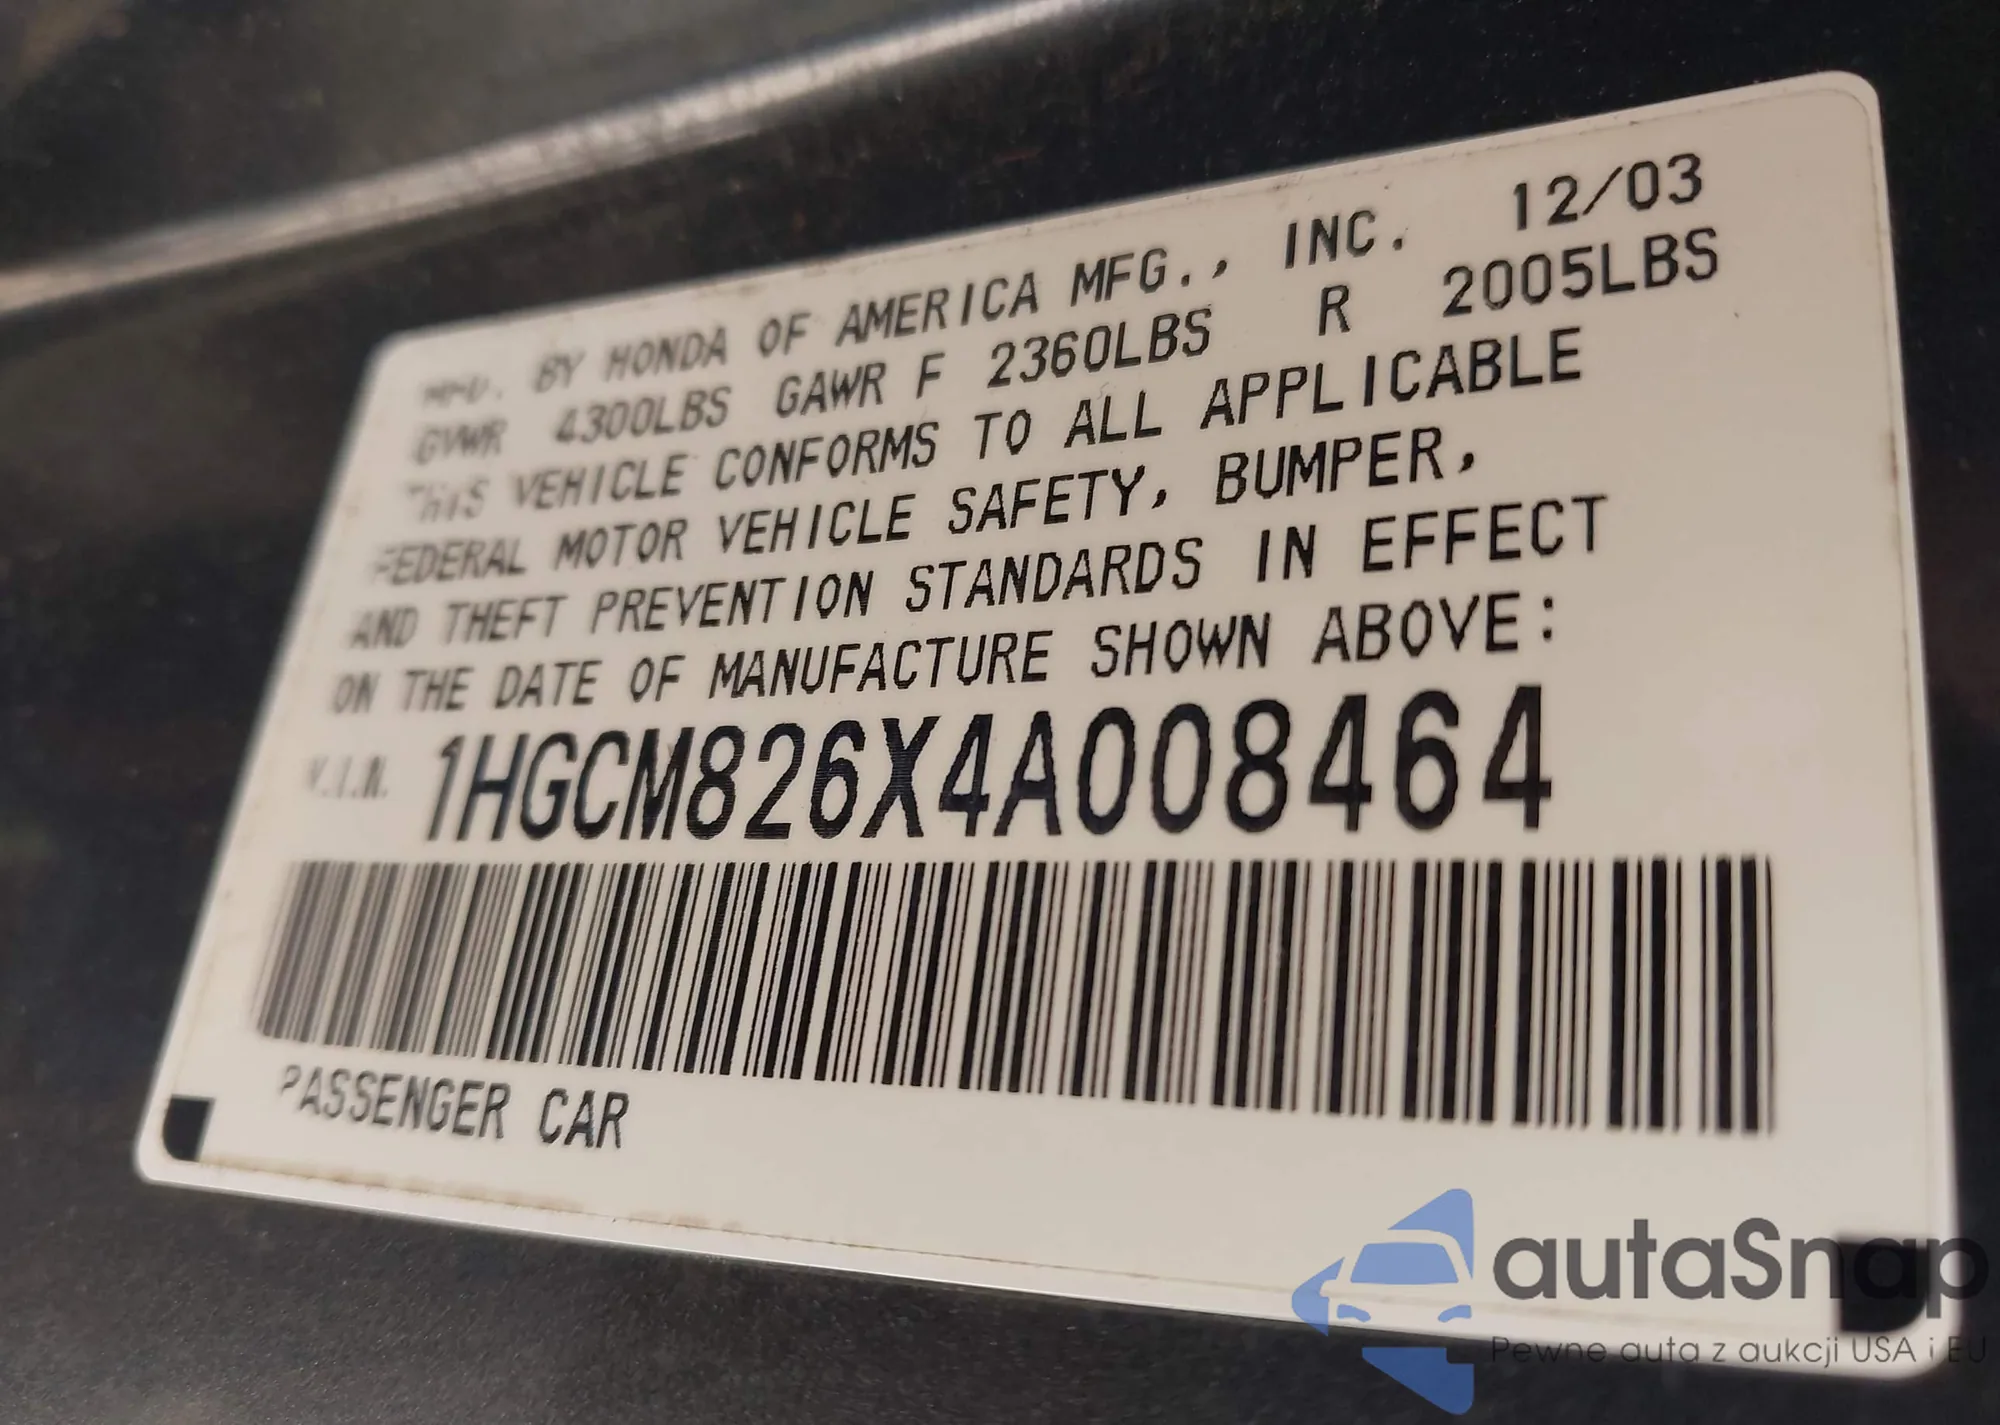 MFD. BY HONDA OF AMERICA MFG., INC. 12/03
GVWR 4300LBS GAWR F 2360LBS R 2005LBS
THIS VEHICLE CONFORMS TO ALL APPLICABLE
FEDERAL MOTOR VEHICLE SAFETY, BUMPER,
AND THEFT PREVENTION STANDARDS IN EFFECT
ON THE DATE OF MANUFACTURE SHOWN ABOVE:
V.I.N. 1HGCM826X4A008464
PASSENGER CAR
autaSnap
Pewne auta z aukcji USA i EU